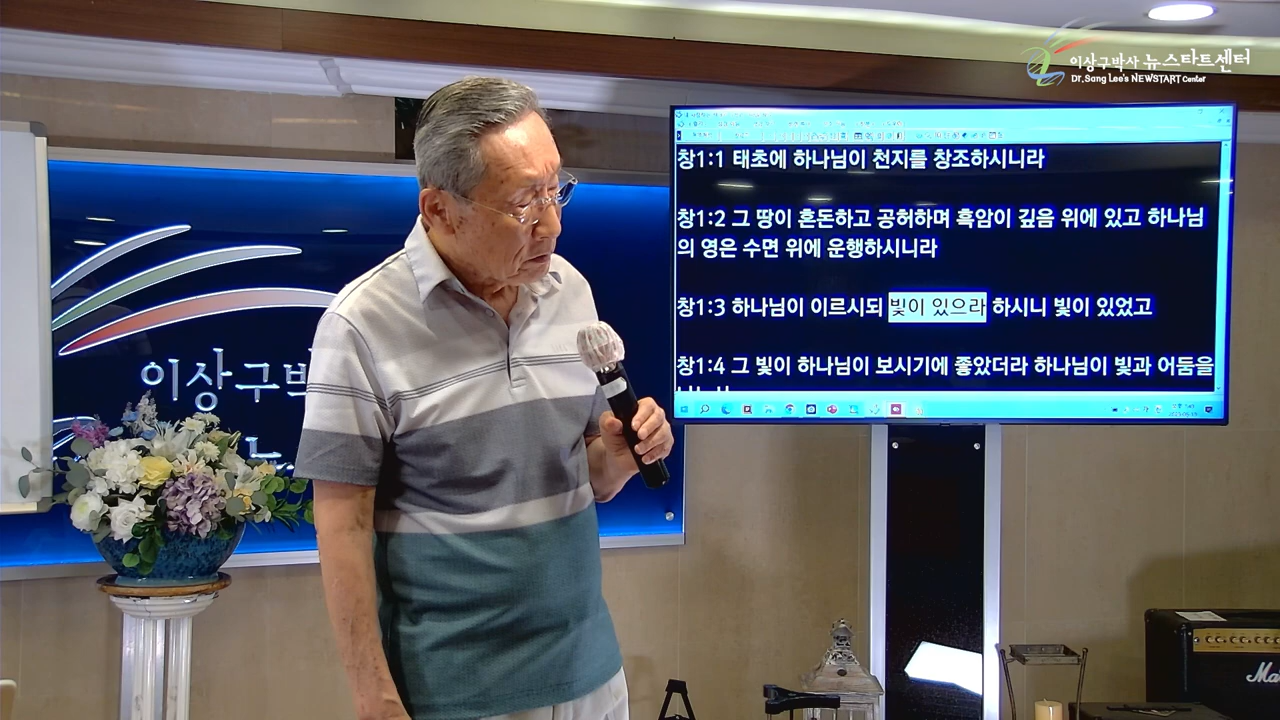 이상구박사 뉴스타트센터
Dr. Sang Lee's NEWSTART Center
창1:1 태초에 하나님이 천지를 창조하시니라
창1:2 그 땅이 혼돈하고 공허하며 흑암이 깊음 위에 있고 하나님
의 영은 수면 위에 운행하시니라
창1:3 하나님이 이르시되 빛이 있으라 하시니 빛이 있었고
창1:4 그 빛이 하나님이 보시기에 좋았더라 하나님이 빛과 어둠을
이상구
Ma